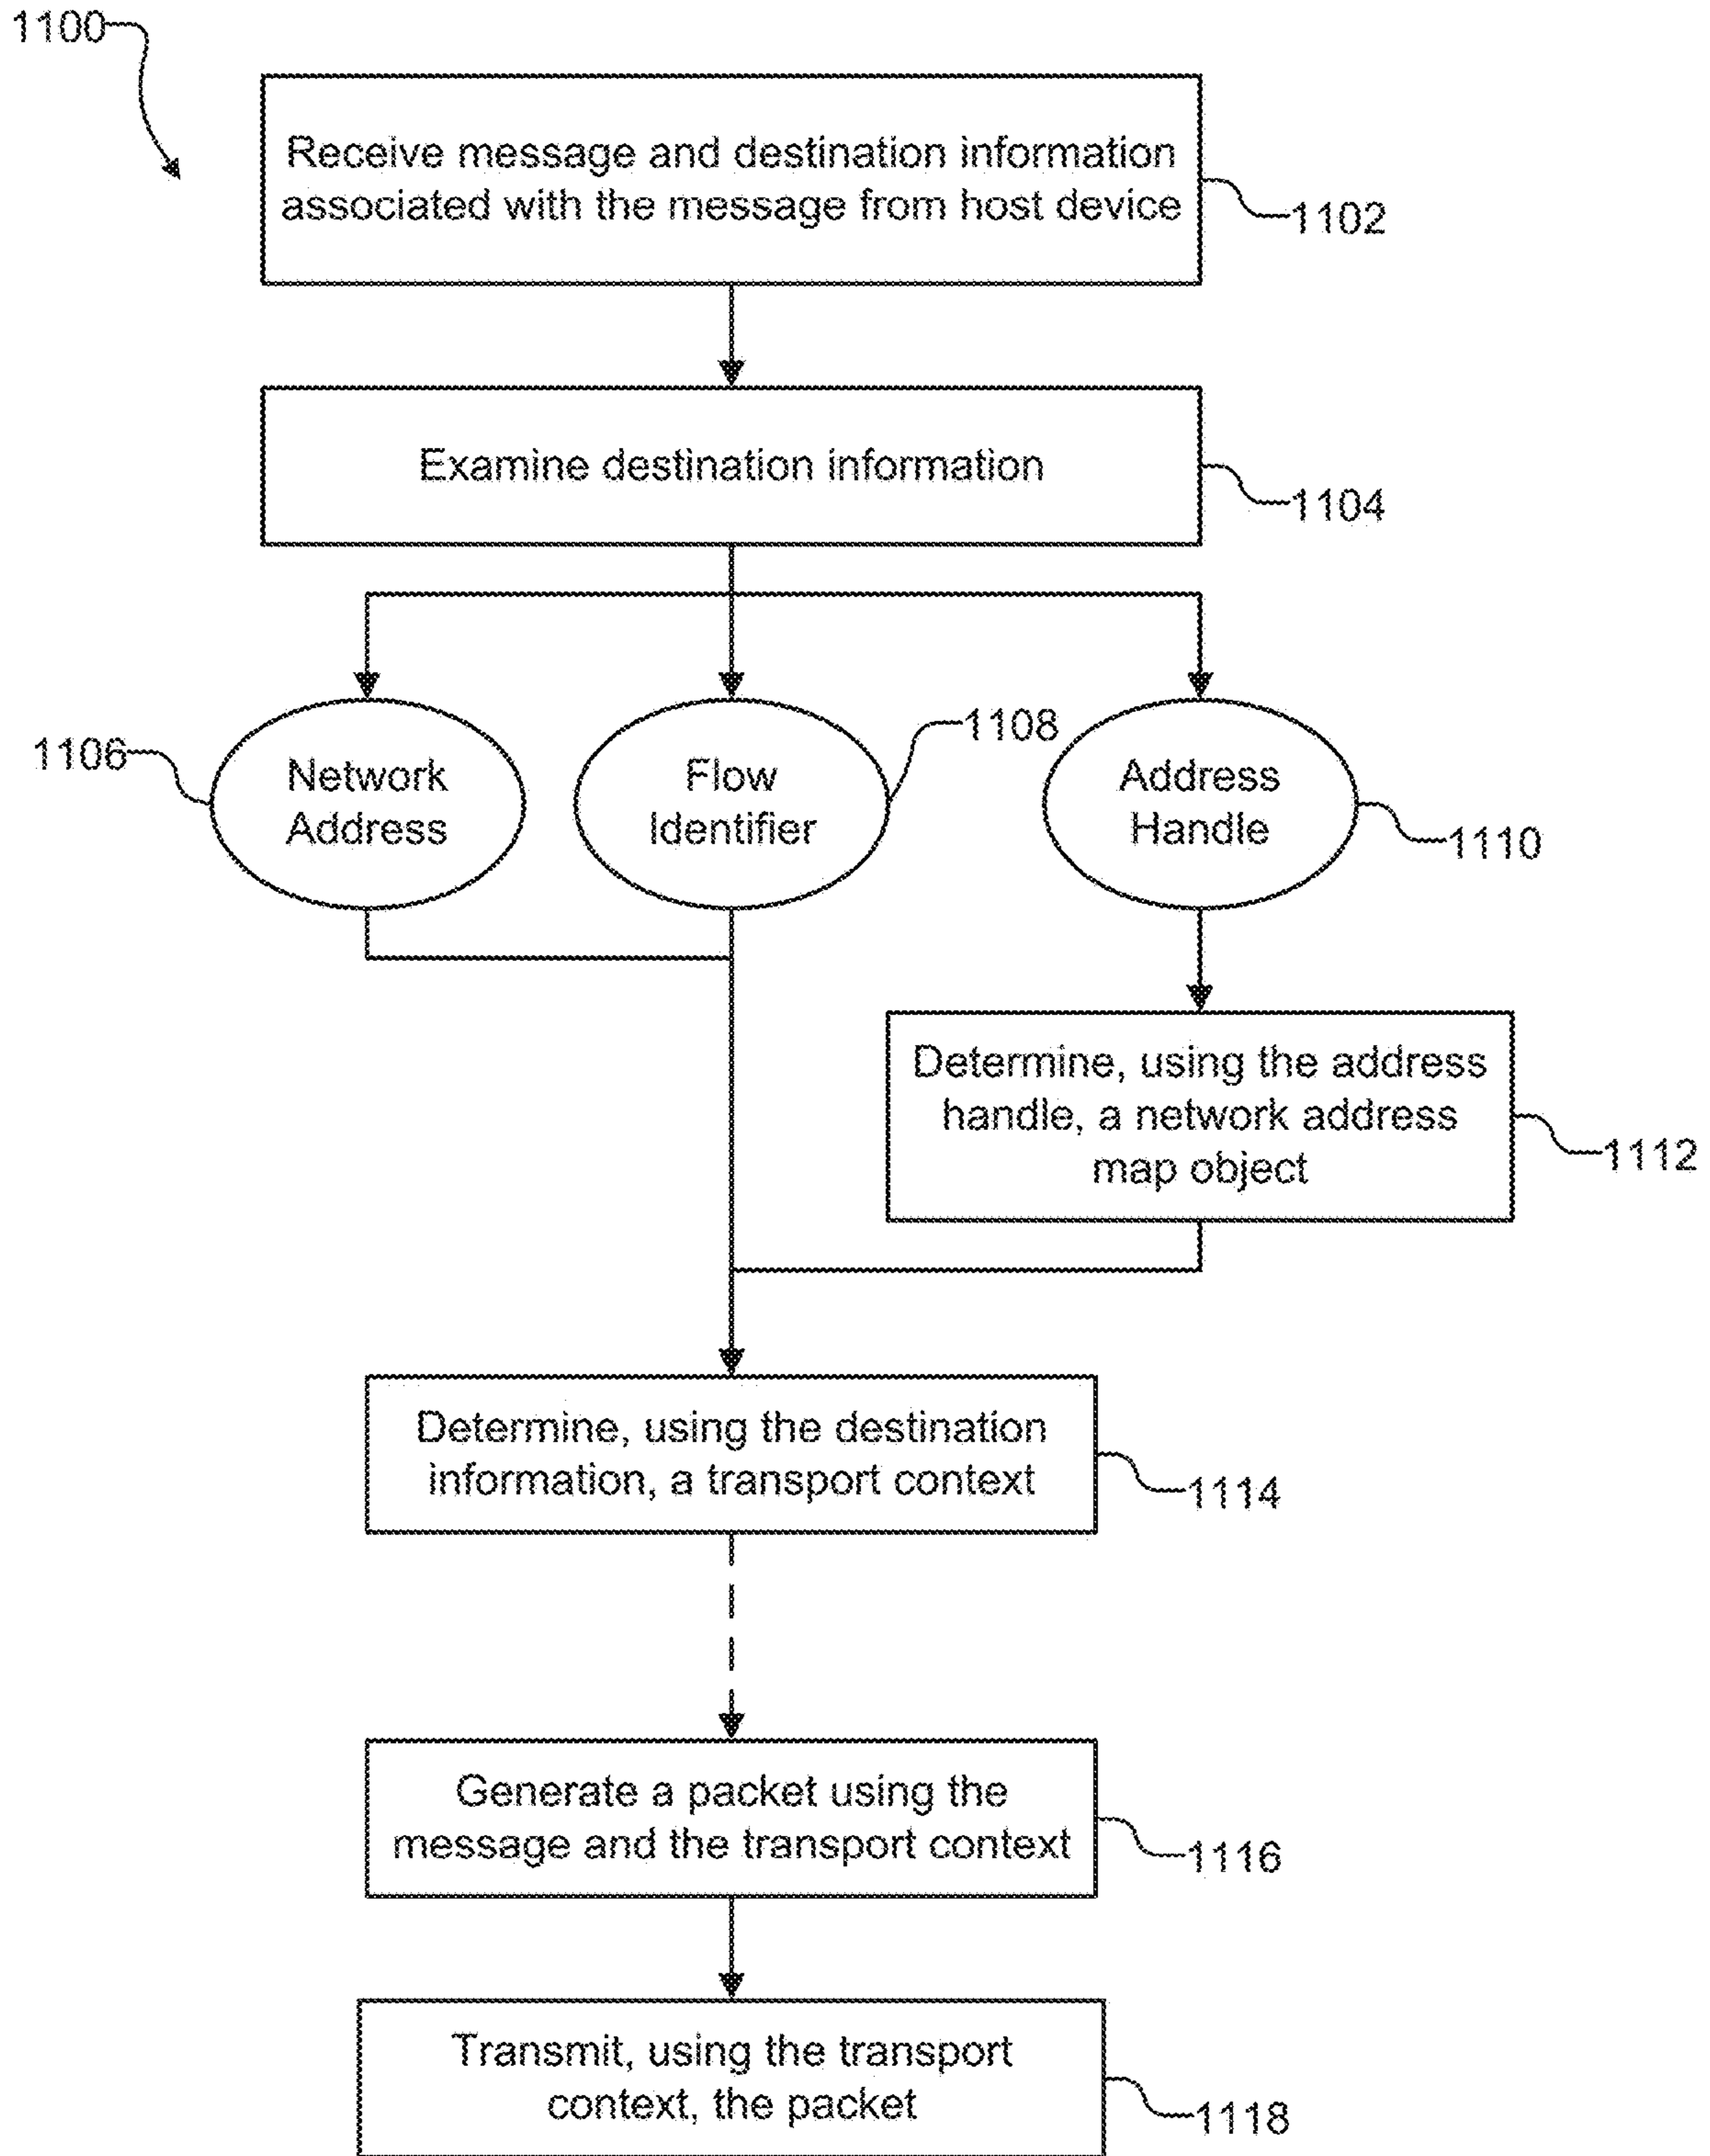 1100
Receive message and destination information
associated with the message from host device
1102
Examine destination information
1104
1106
Network
Address
Flow
Identifier
1108
Address
Handle
1110
Determine, using the address
handle, a network address
map object
1112
Determine, using the destination
information, a transport context
1114
Generate a packet using the
message and the transport context
1116
Transmit, using the transport
context, the packet
1118